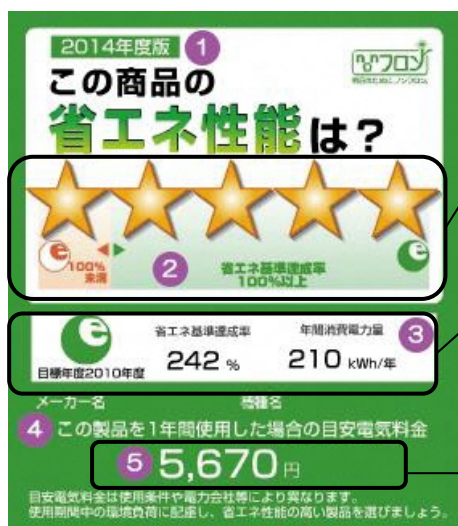 2014年度版 1
ノンフロン
この商品の
省エネ性能は?
e 100%未満
2
省エネ基準達成率
100%以上
e
e
目標年度2010年度
省エネ基準達成率
242 %
年間消費電力量
210 kWh/年
3
メーカー名 機種名
4 この製品を1年間使用した場合の目安電気料金
5 5,670円
目安電気料金は使用条件や電力会社等により異なります。
使用期間中の環境負荷に配慮し、省エネ性能の高い製品を選びましょう。